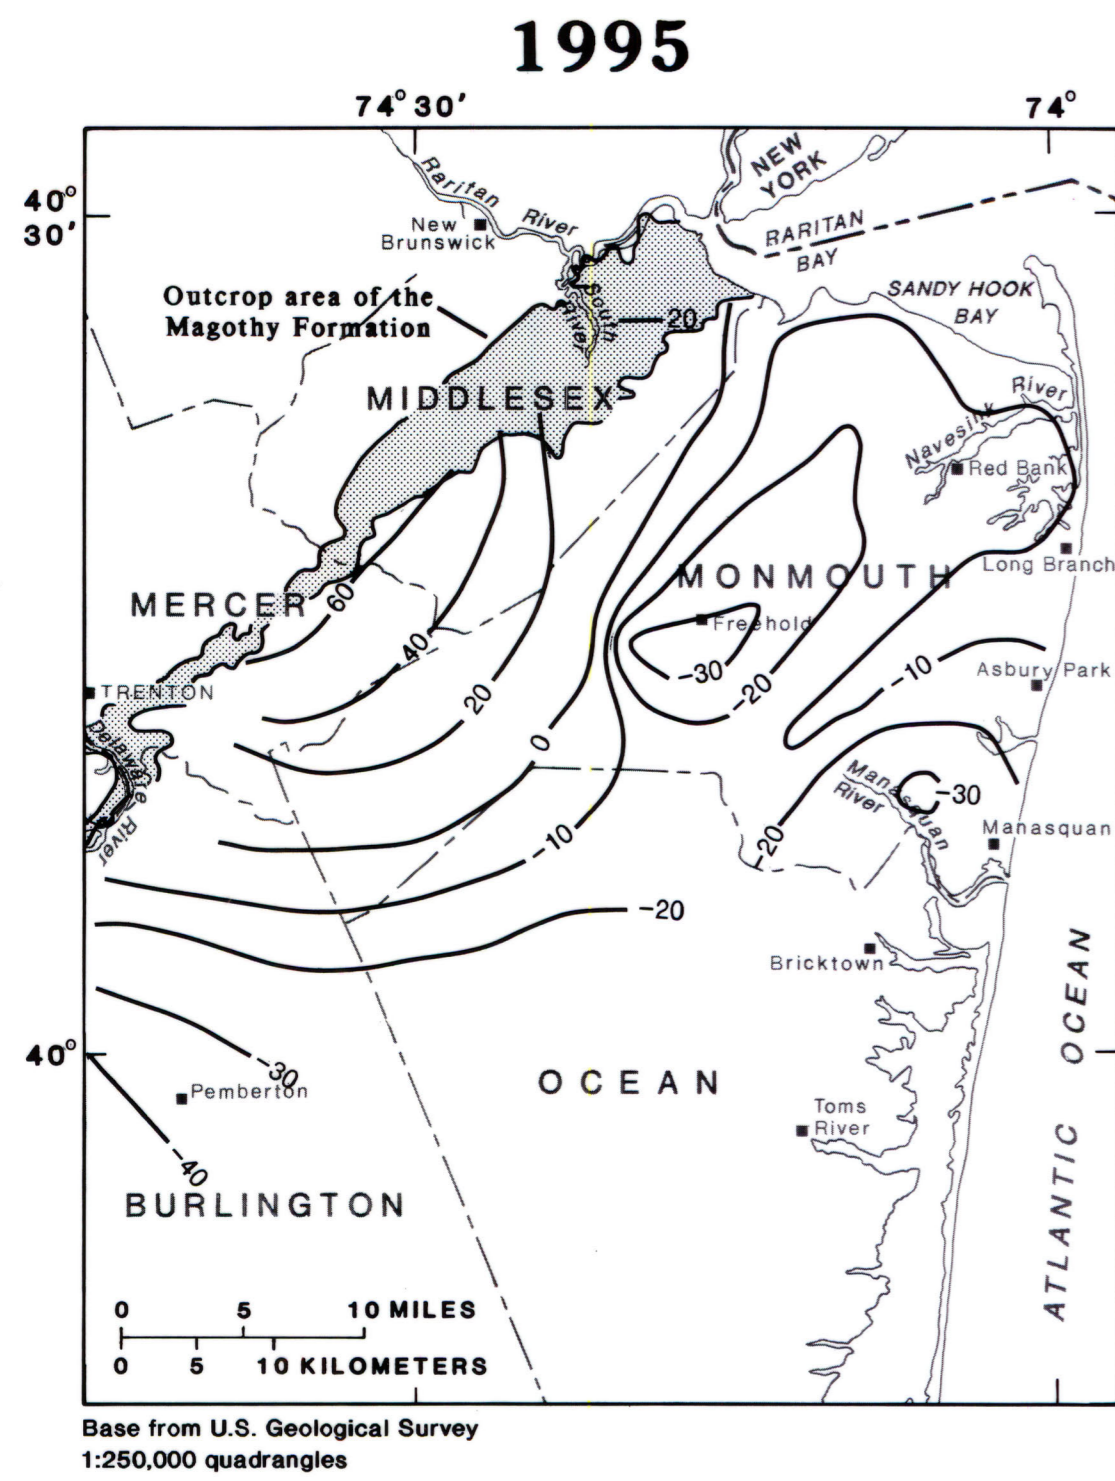 1995
74° 30'
74°
40°
30'
Raritan
River
New
Brunswick
NEW
YORK
RARITAN
BAY
SANDY HOOK
BAY
Outcrop area of the
Magothy Formation
South
River
20
MIDDLESEX
Navesink
River
Red Bank
Long Branch
MONMOUTH
MERCER
60
Freehold
40
-30
-20
-10
Asbury Park
TRENTON
20
0
Delaware
River
Manasquan
River
-30
Manasquan
-20
-10
-20
Bricktown
40°
-30
Pemberton
OCEAN
Toms
River
-40
BURLINGTON
ATLANTIC OCEAN
0 5 10 MILES
0 5 10 KILOMETERS
Base from U.S. Geological Survey
1:250,000 quadrangles